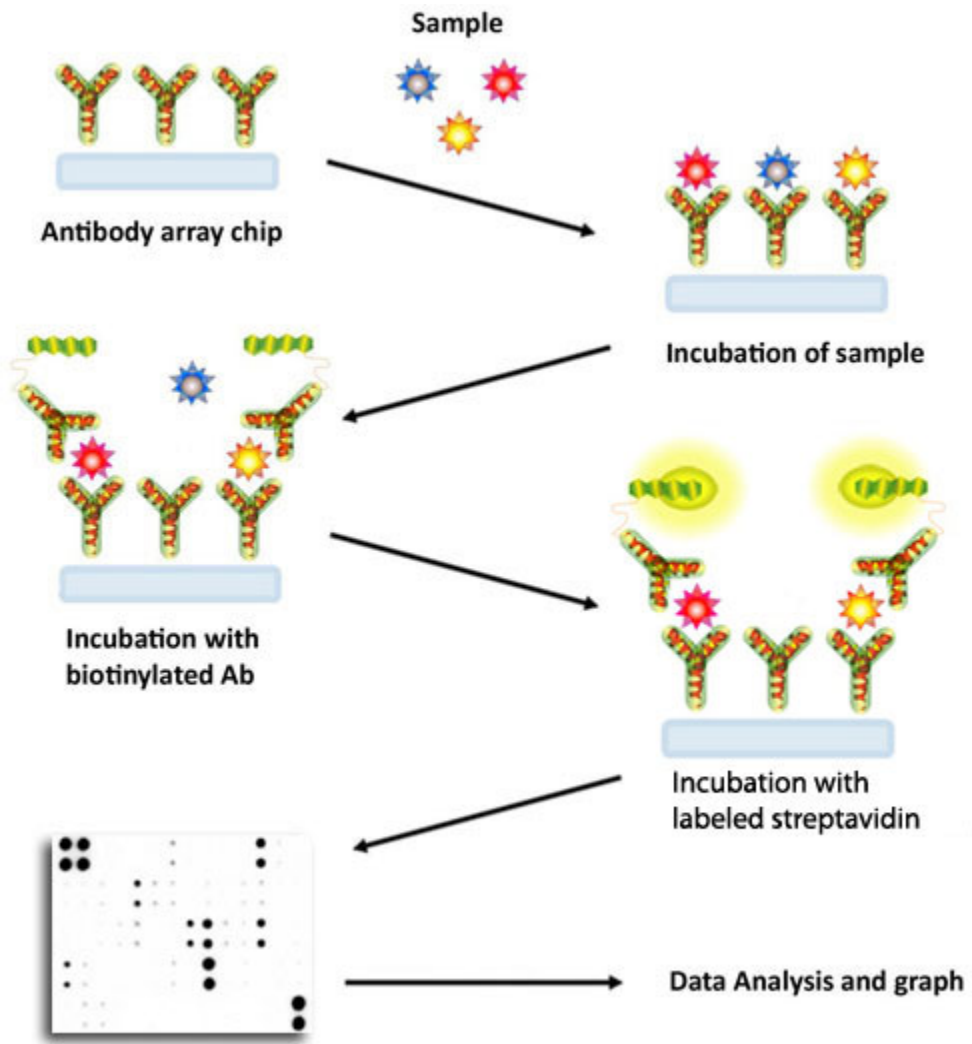 Sample
Antibody array chip
Incubation of sample
Incubation with
biotinylated Ab
Incubation with
labeled streptavidin
Data Analysis and graph